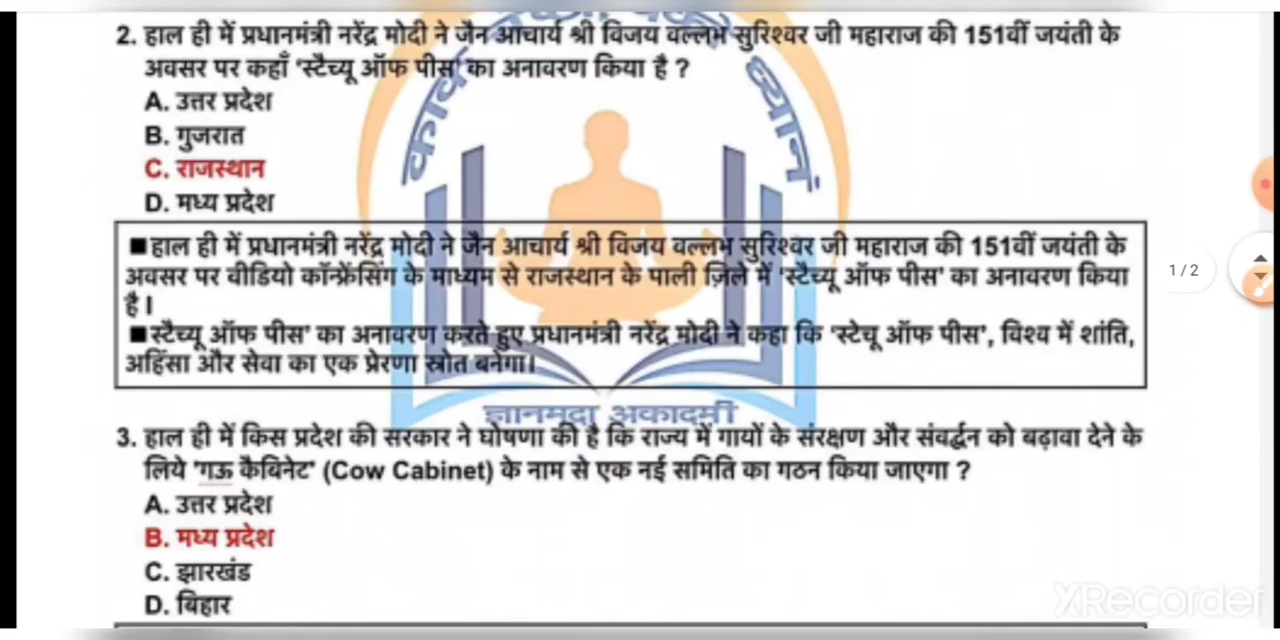 2. हाल ही में प्रधानमंत्री नरेंद्र मोदी ने जैन आचार्य श्री विजय वल्लभ सुरिश्वर जी महाराज की 151वीं जयंती के
अवसर पर कहाँ 'स्टैच्यू ऑफ पीस' का अनावरण किया है ?
A. उत्तर प्रदेश
B. गुजरात
C. राजस्थान
D. मध्य प्रदेश
■हाल ही में प्रधानमंत्री नरेंद्र मोदी ने जैन आचार्य श्री विजय वल्लभ सुरिश्वर जी महाराज की 151वीं जयंती के
अवसर पर वीडियो कॉन्फ्रेंसिंग के माध्यम से राजस्थान के पाली ज़िले में 'स्टैच्यू ऑफ पीस' का अनावरण किया
है।
■स्टैच्यू ऑफ पीस' का अनावरण करते हुए प्रधानमंत्री नरेंद्र मोदी ने कहा कि 'स्टेचू ऑफ पीस', विश्व में शांति,
अहिंसा और सेवा का एक प्रेरणा स्रोत बनेगा।
ज्ञानमुद्रा अकादमी
3. हाल ही में किस प्रदेश की सरकार ने घोषणा की है कि राज्य में गायों के संरक्षण और संवर्द्धन को बढ़ावा देने के
लिये 'गऊ कैबिनेट' (Cow Cabinet) के नाम से एक नई समिति का गठन किया जाएगा ?
A. उत्तर प्रदेश
B. मध्य प्रदेश
C. झारखंड
D. बिहार
1/2
XRecorder